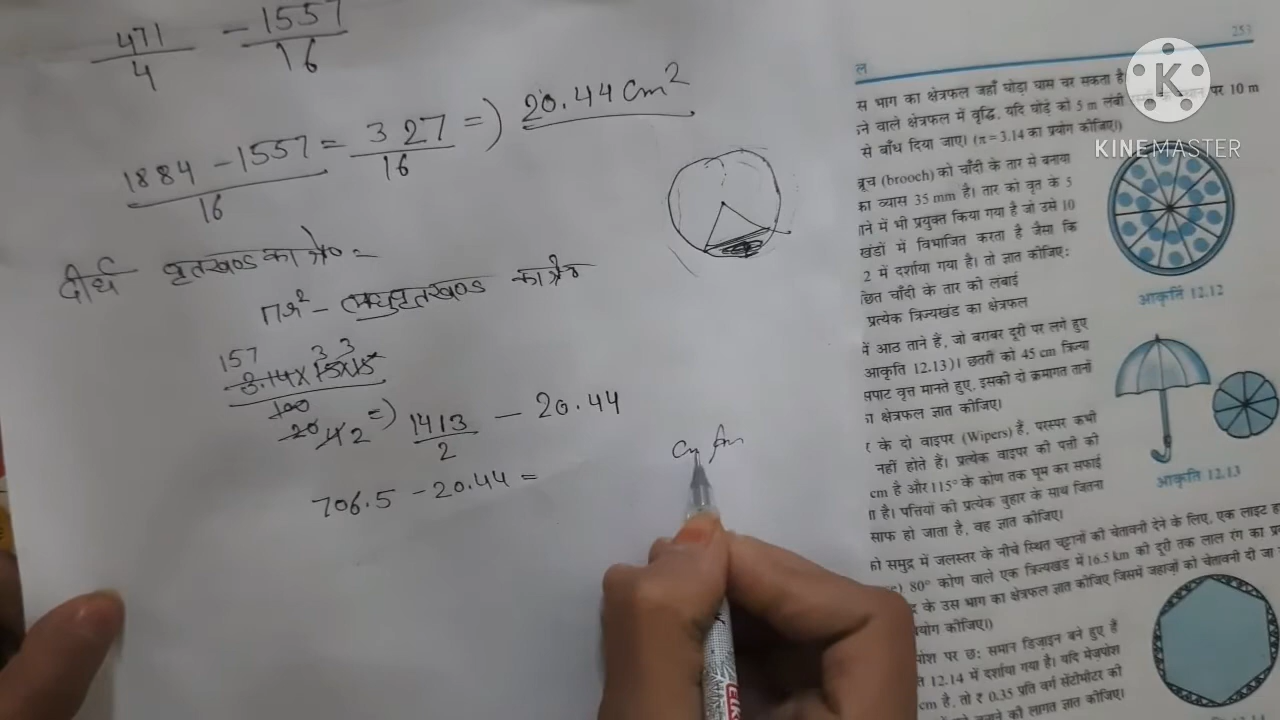 471/4 - 1557/16
1884 - 1557/16 = 327/16 => 20.44 cm²
दीर्घ वृतखण्ड का क्षे० =
πr² - लघुवृतखण्ड का क्षे०
157 3 3
3.14 x 15 x 15
100
20 4 2 => 1413/2 - 20.44
706.5 - 20.44 =
K
KINEMASTER
ल
253
स भाग का क्षेत्रफल जहाँ घोड़ा घास चर सकता है
ने वाले क्षेत्रफल में वृद्धि, यदि घोड़े को 5 m लंबी पर 10 m
से बाँध दिया जाए। (π = 3.14 का प्रयोग कीजिए।)
ब्रूच (brooch) को चाँदी के तार से बनाया
का व्यास 35 mm है। तार को वृत के 5
ाने में भी प्रयुक्त किया गया है जो उसे 10
खंडों में विभाजित करता है जैसा कि
2 में दर्शाया गया है। तो ज्ञात कीजिए:
छित चाँदी के तार की लंबाई
प्रत्येक त्रिज्यखंड का क्षेत्रफल
आकृति 12.12
में आठ ताने हैं, जो बराबर दूरी पर लगे हुए
आकृति 12.13)। छतरी को 45 cm त्रिज्या
सपाट वृत्त मानते हुए, इसकी दो क्रमागत तानों
ा क्षेत्रफल ज्ञात कीजिए।
र के दो वाइपर (Wipers) हैं, परस्पर कभी
नहीं होते हैं। प्रत्येक वाइपर की पत्ती की
cm है और 115° के कोण तक घूम कर सफाई
ा है। पत्तियों की प्रत्येक बुहार के साथ जितना
साफ हो जाता है, वह ज्ञात कीजिए।
आकृति 12.13
को समुद्र में जलस्तर के नीचे स्थित चट्टानों की चेतावनी देने के लिए, एक लाइट
80° कोण वाले एक त्रिज्यखंड में 16.5 km की दूरी तक लाल रंग का
के उस भाग का क्षेत्रफल ज्ञात कीजिए जिसमें जहाज़ों को चेतावनी दी जा
योग कीजिए।)
पोश पर छ: समान डिज़ाइन बने हुए हैं
12.14 में दर्शाया गया है। यदि मेज़पोश
cm है, तो ₹ 0.35 प्रति वर्ग सेंटीमीटर की
लागत ज्ञात कीजिए।